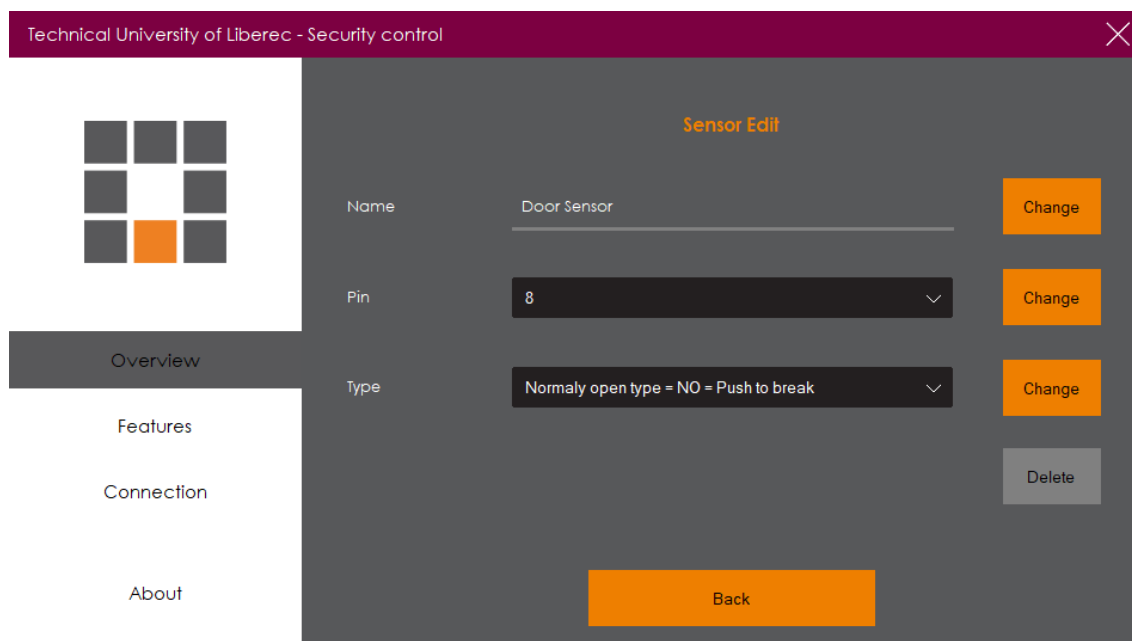 Technical University of Liberec - Security control
Sensor Edit
Name Door Sensor Change
Pin 8 Change
Overview
Type Normaly open type = NO = Push to break Change
Features
Delete
Connection
About
Back